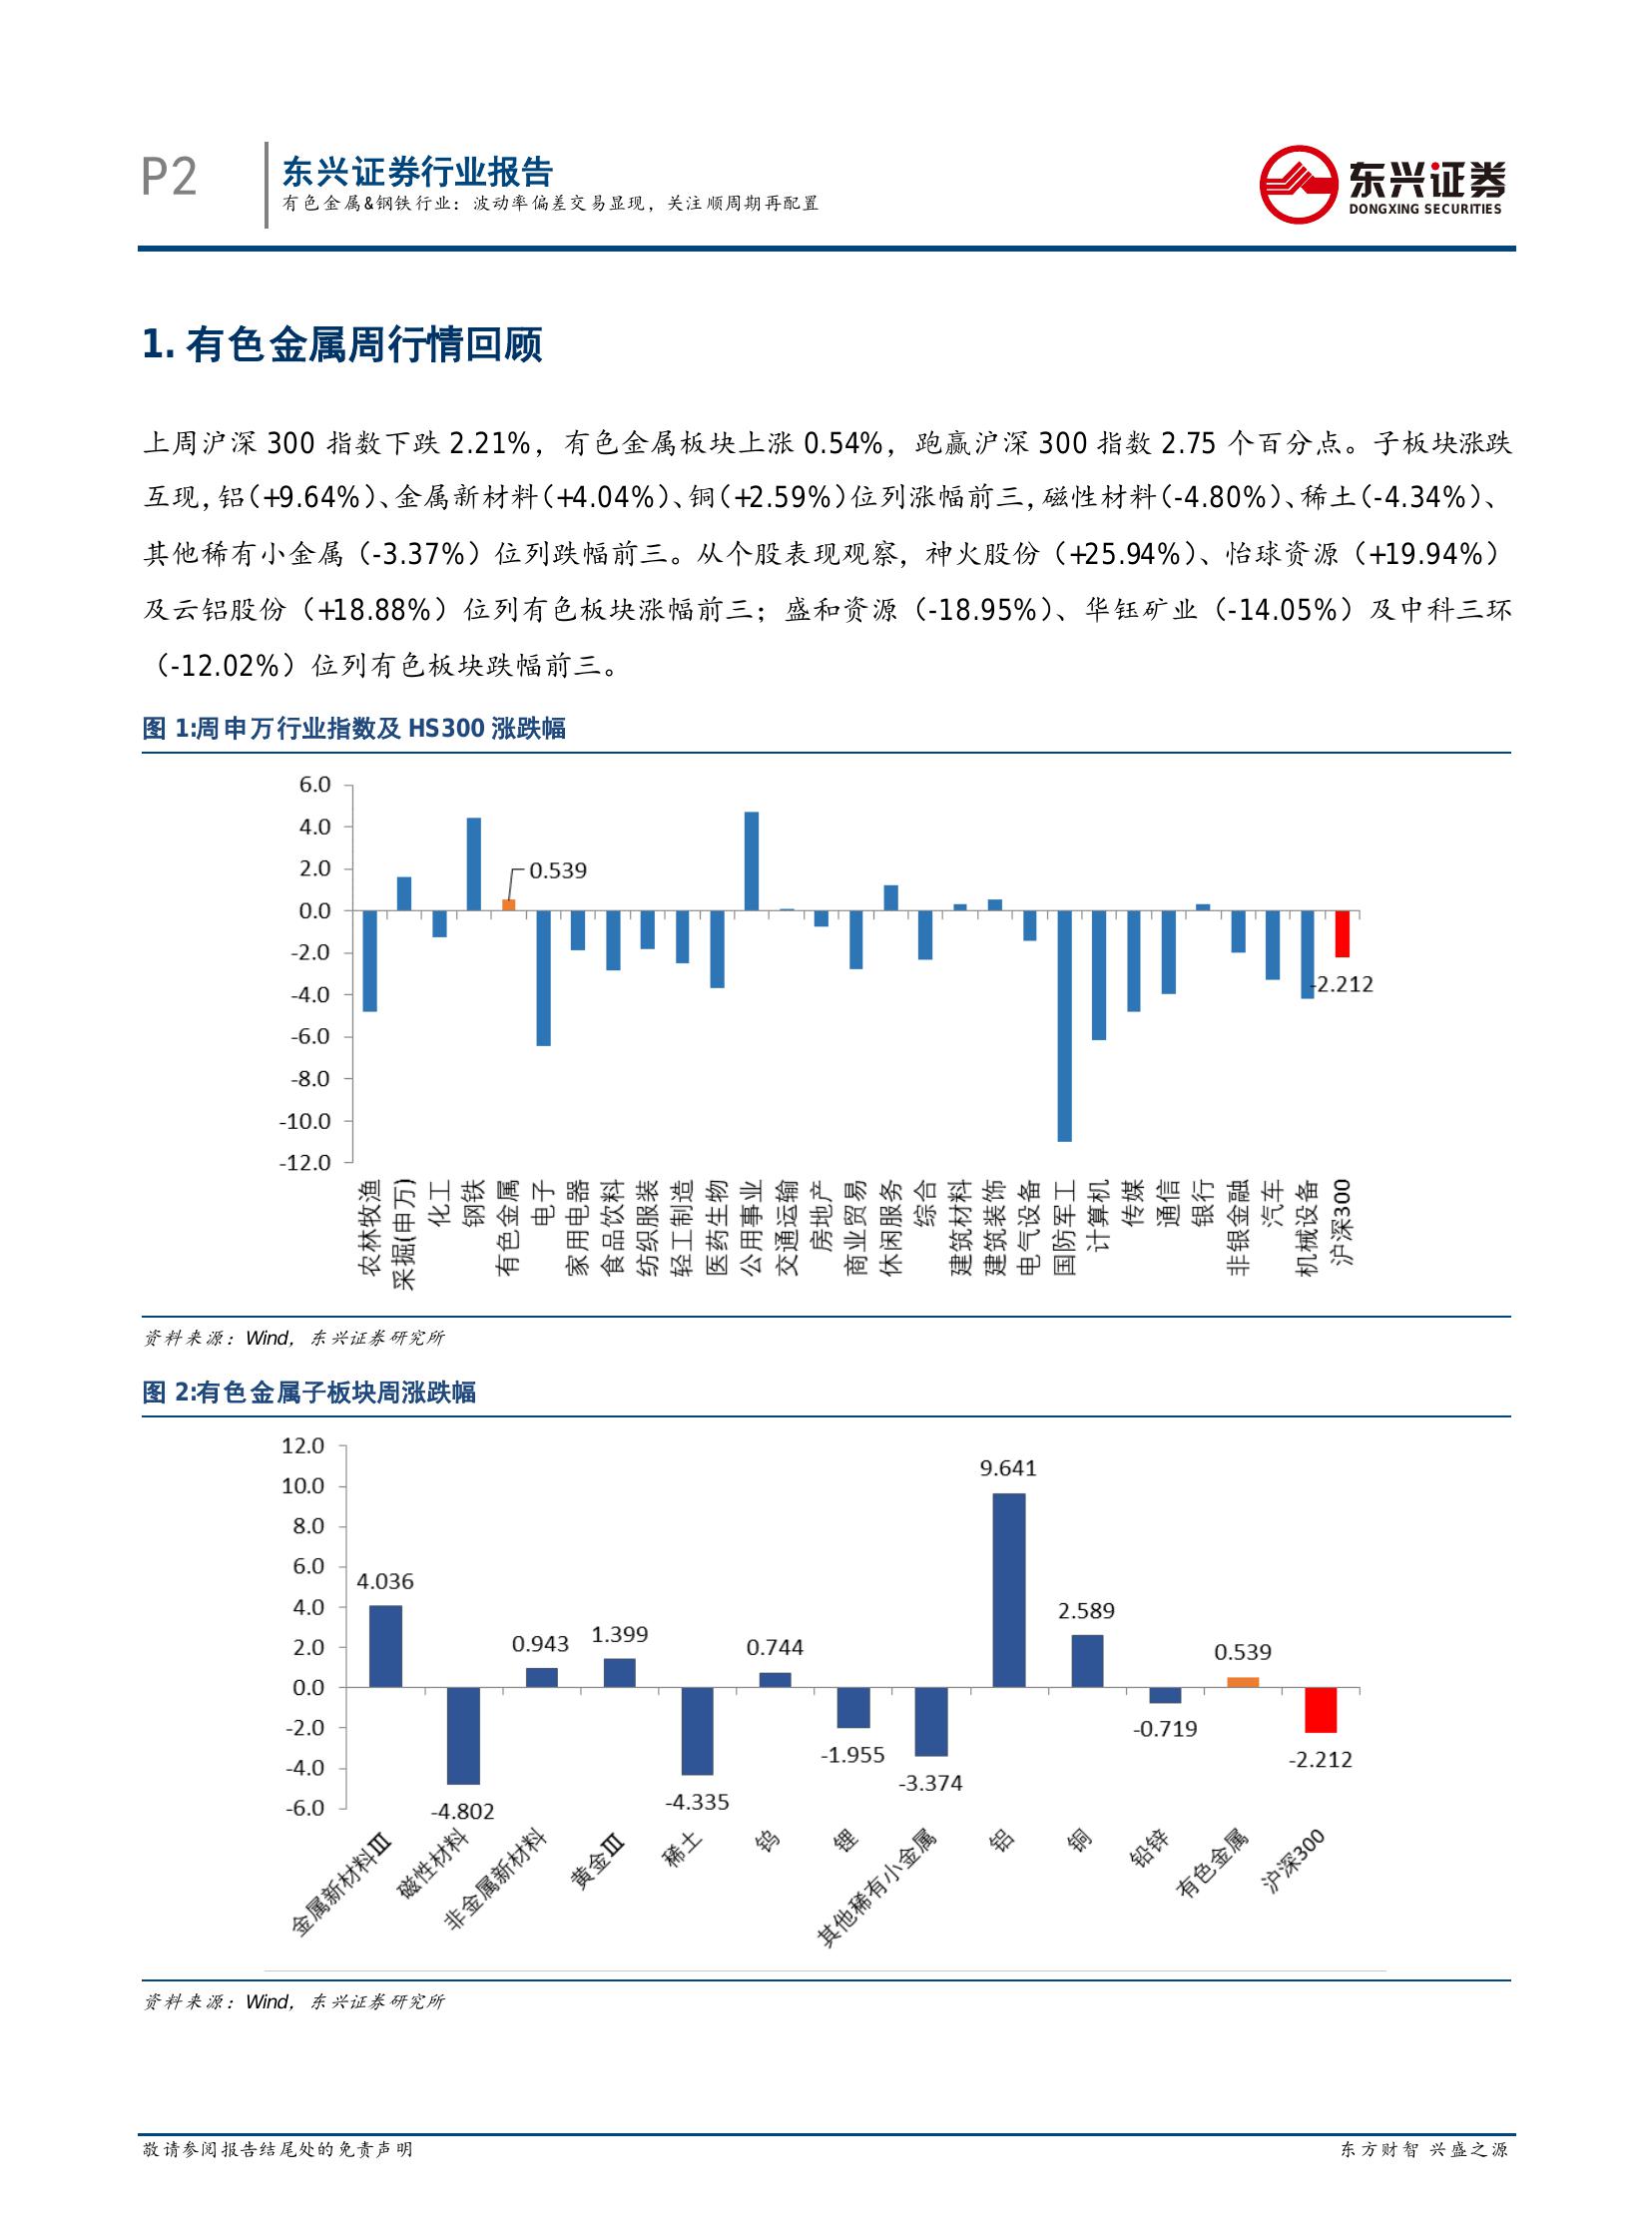 P2
东兴证券行业报告
有色金属&钢铁行业：波动率偏差交易显现，关注顺周期再配置
东兴证券
DONGXING SECURITIES
1. 有色金属周行情回顾
上周沪深 300 指数下跌 2.21%，有色金属板块上涨 0.54%，跑赢沪深 300 指数 2.75 个百分点。子板块涨跌
互现，铝（+9.64%）、金属新材料（+4.04%）、铜（+2.59%）位列涨幅前三，磁性材料（-4.80%）、稀土（-4.34%）、
其他稀有小金属（-3.37%）位列跌幅前三。从个股表现观察，神火股份（+25.94%）、怡球资源（+19.94%）
及云铝股份（+18.88%）位列有色板块涨幅前三；盛和资源（-18.95%）、华钰矿业（-14.05%）及中科三环
（-12.02%）位列有色板块跌幅前三。
图 1:周申万行业指数及 HS300 涨跌幅
6.0
4.0
2.0
0.0
-2.0
-4.0
-6.0
-8.0
-10.0
-12.0
0.539
-2.212
农林牧渔
采掘(申万)
化工
钢铁
有色金属
电子
家用电器
食品饮料
纺织服装
轻工制造
医药生物
公用事业
交通运输
房地产
商业贸易
休闲服务
综合
建筑材料
建筑装饰
电气设备
国防军工
计算机
传媒
通信
银行
非银金融
汽车
机械设备
沪深300
资料来源：Wind，东兴证券研究所
图 2:有色金属子板块周涨跌幅
12.0
10.0
8.0
6.0
4.0
2.0
0.0
-2.0
-4.0
-6.0
4.036
-4.802
0.943
1.399
-4.335
0.744
-1.955
-3.374
9.641
2.589
-0.719
0.539
-2.212
金属新材料Ⅲ
磁性材料
非金属新材料
黄金Ⅲ
稀土
钨
锂
其他稀有小金属
铝
铜
铅锌
有色金属
沪深300
资料来源：Wind，东兴证券研究所
敬请参阅报告结尾处的免责声明
东方财智 兴盛之源